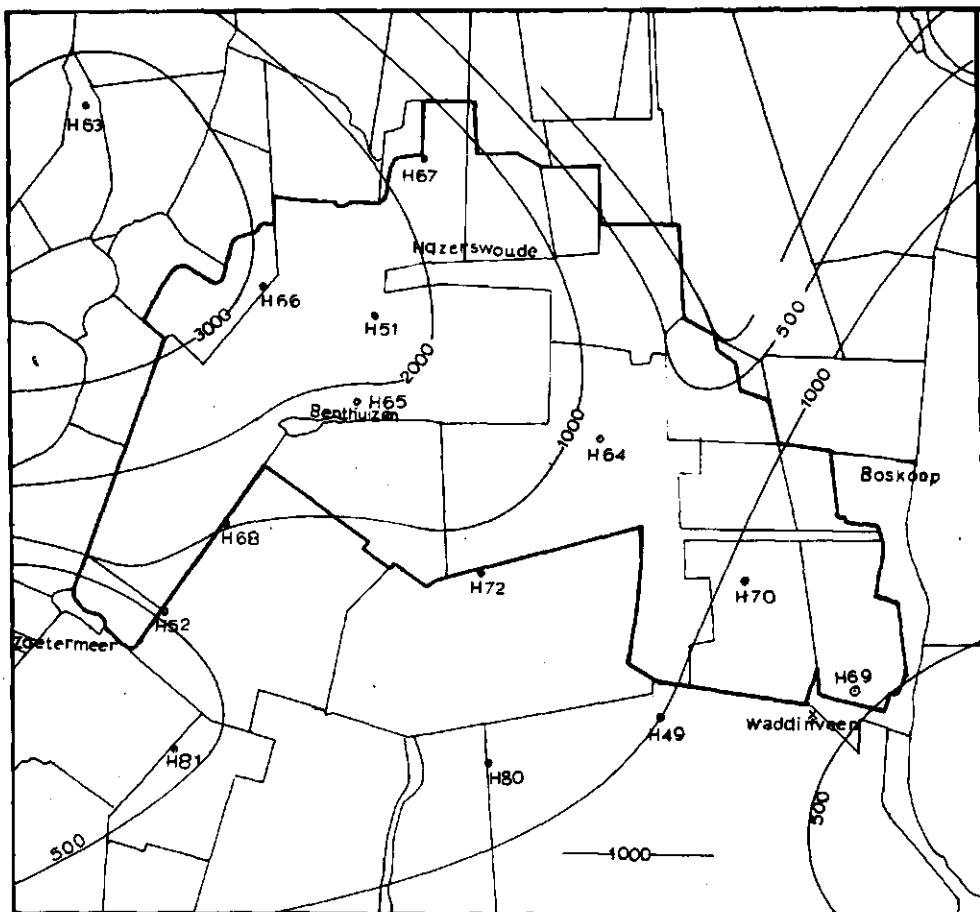 H63
H67
Hazerswoude
H66
3000
H51
500
2000
H65
Benthuizen
1000
1000
H64
Boskoop
H68
H72
H70
H52
Zoetermeer
H69
H49
Waddinveen
H81
H80
500
500
1000